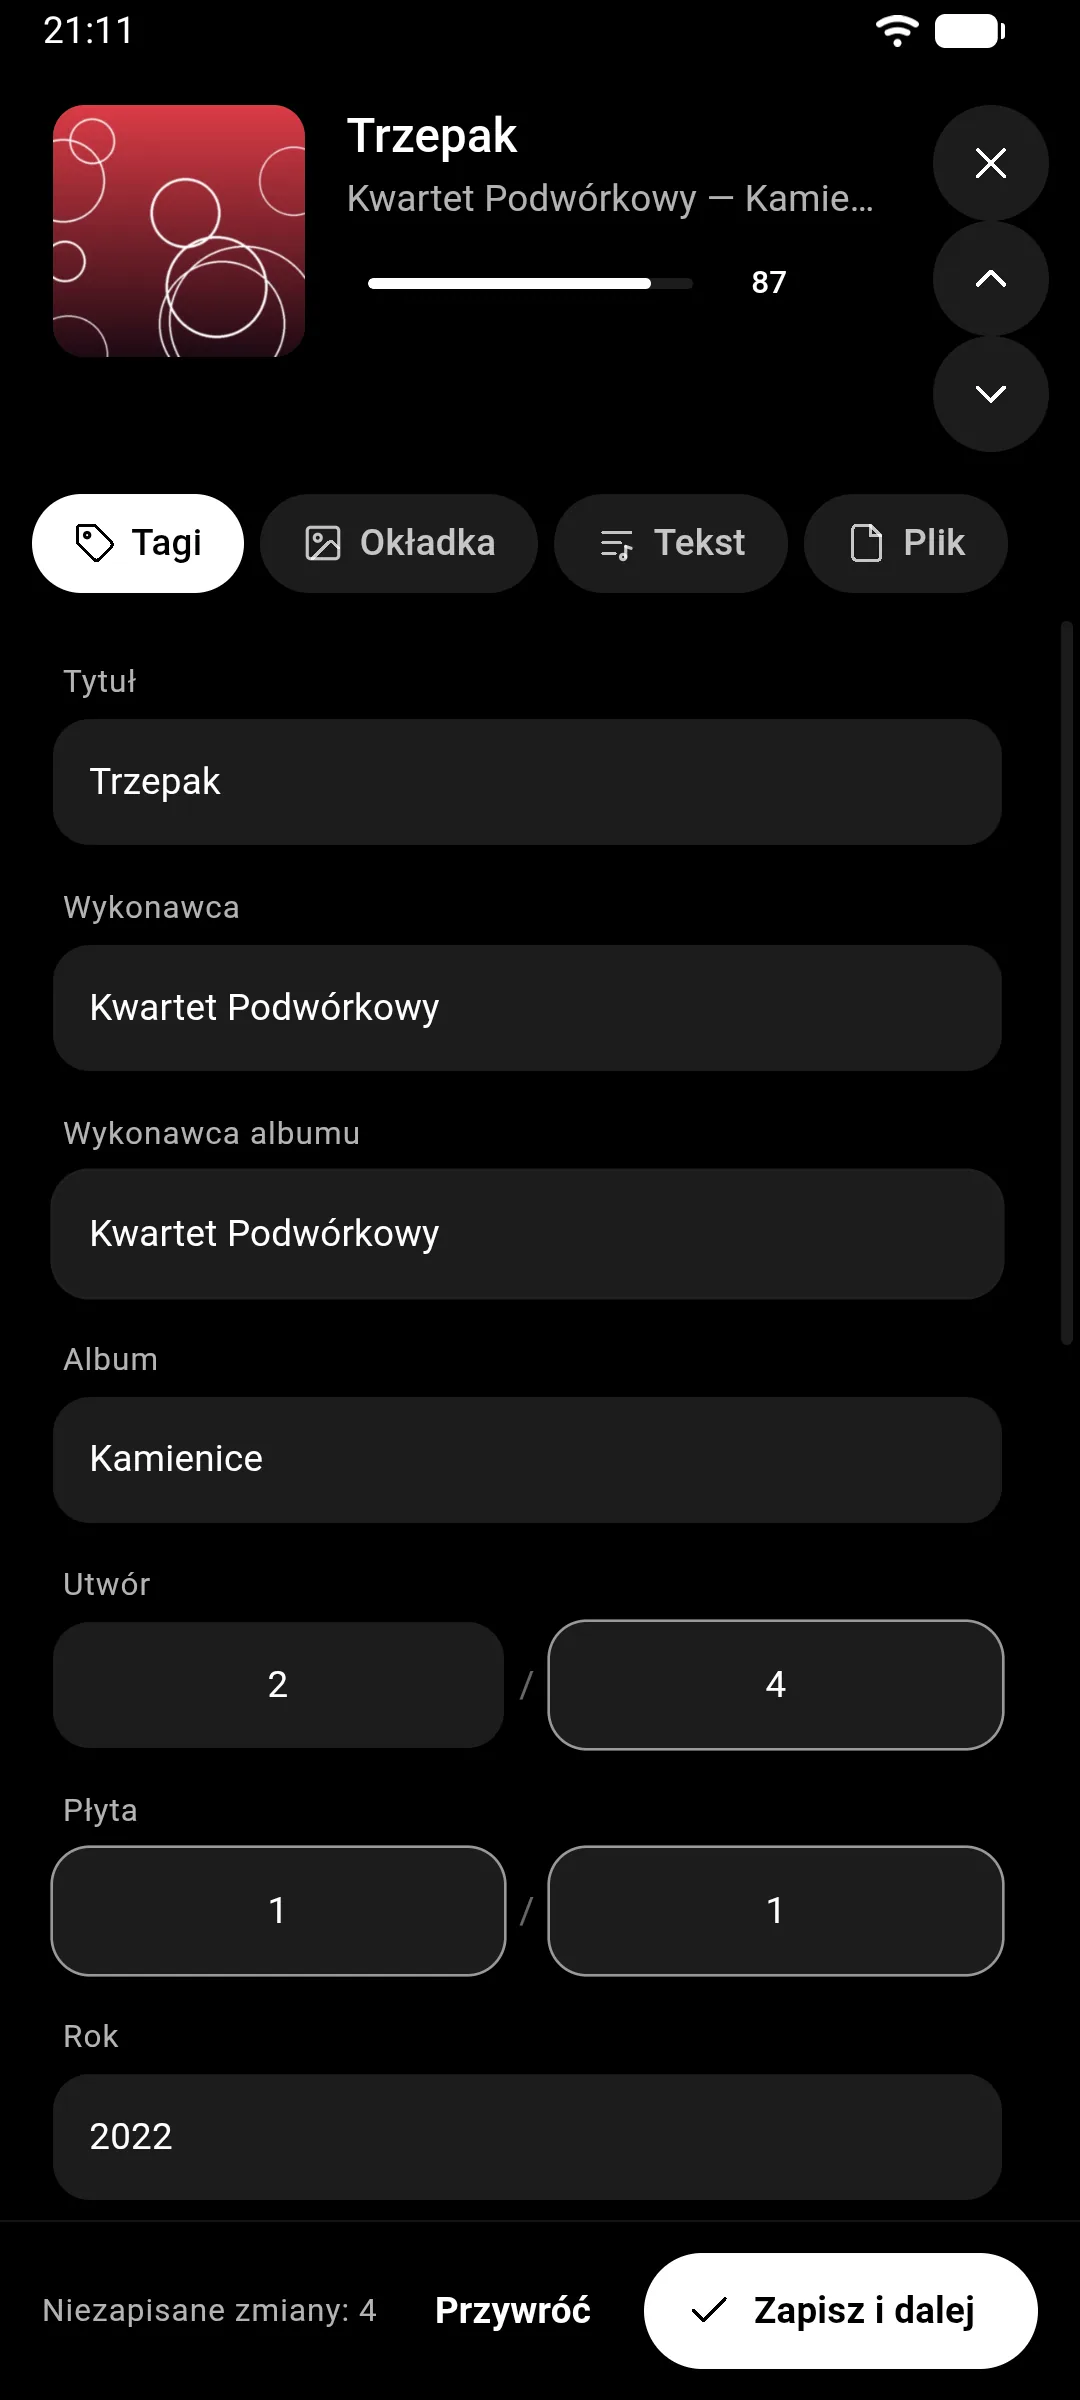 21:11
Trzepak
Kwartet Podwórkowy — Kamie…
87
Tagi
Okładka
Tekst
Plik
Tytuł
Trzepak
Wykonawca
Kwartet Podwórkowy
Wykonawca albumu
Kwartet Podwórkowy
Album
Kamienice
Utwór
2 / 4
Płyta
1 / 1
Rok
2022
Niezapisane zmiany: 4
Przywróć
Zapisz i dalej